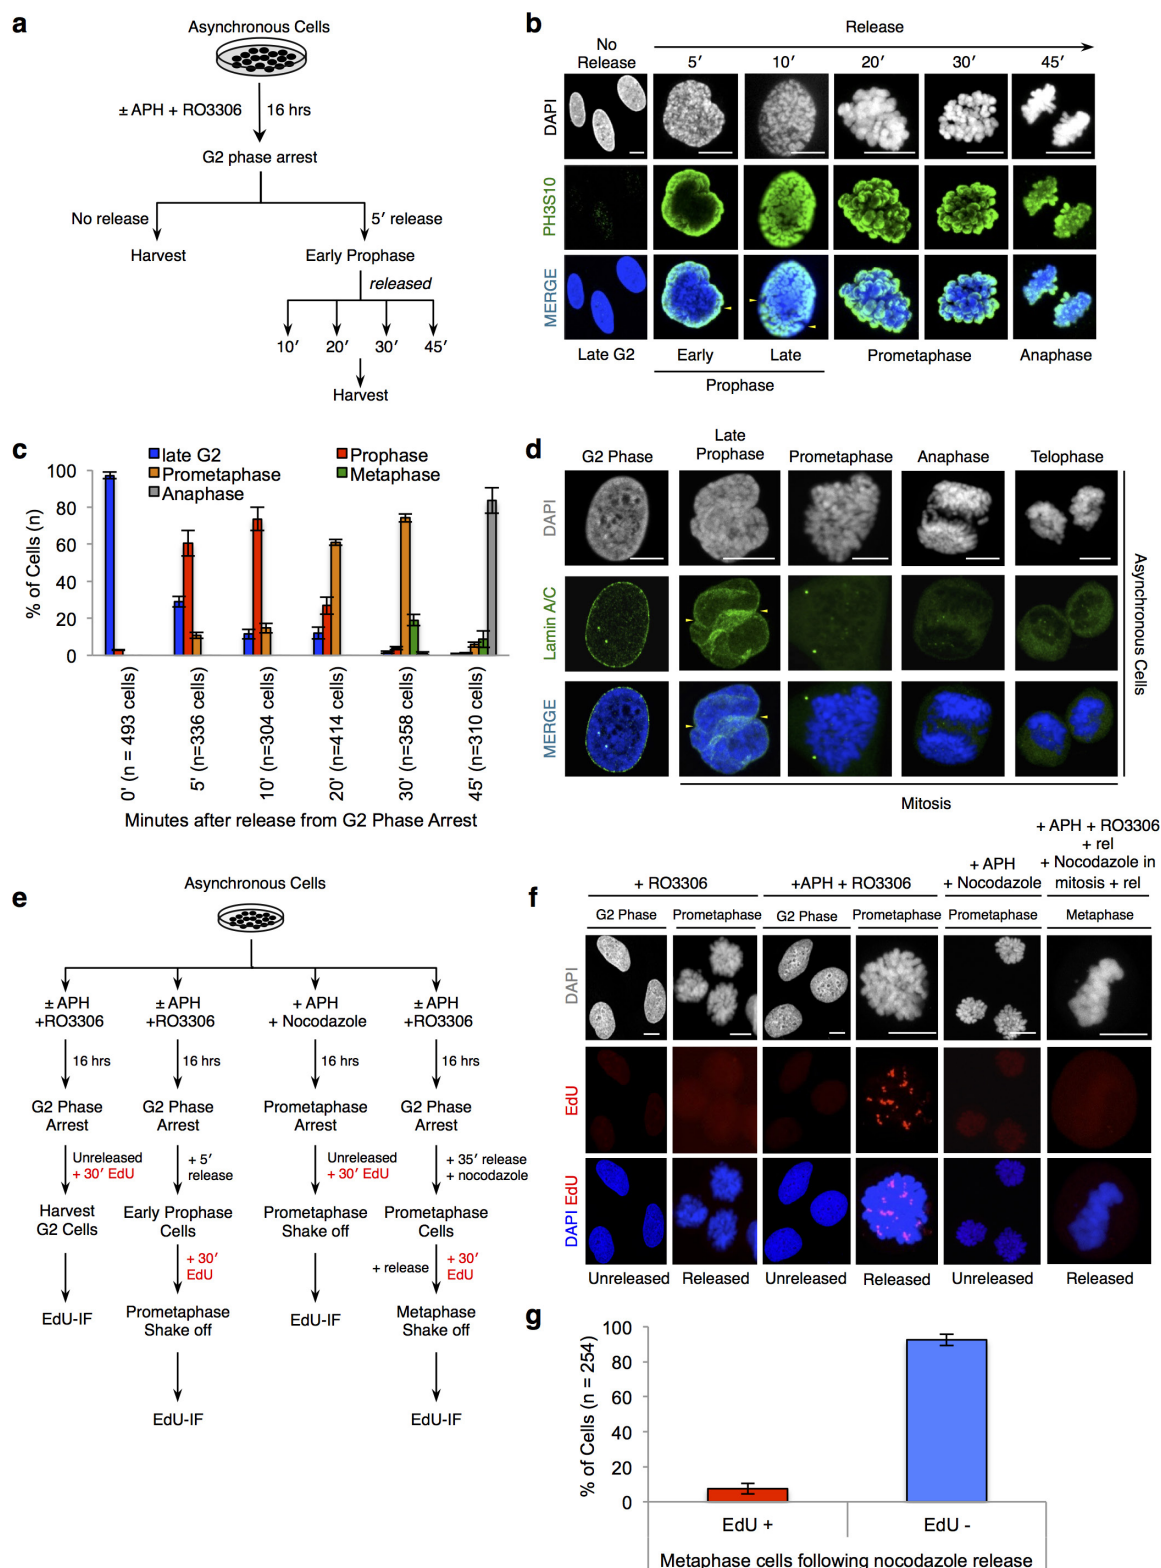 a
Asynchronous Cells
± APH + RO3306
16 hrs
G2 phase arrest
No release
5′ release
Harvest
Early Prophase
released
10′ 20′ 30′ 45′
Harvest
b
Release
No
Release
5′ 10′ 20′ 30′ 45′
DAPI
PH3S10
MERGE
Late G2
Early
Late
Prometaphase
Anaphase
Prophase
c
late G2
Prophase
Prometaphase
Metaphase
Anaphase
% of Cells (n)
100
80
60
40
20
0
0' (n = 493 cells)
5' (n=336 cells)
10' (n=304 cells)
20' (n=414 cells)
30' (n=358 cells)
45' (n=310 cells)
Minutes after release from G2 Phase Arrest
d
G2 Phase
Late
Prophase
Prometaphase
Anaphase
Telophase
DAPI
Lamin A/C
MERGE
Asynchronous Cells
Mitosis
e
Asynchronous Cells
± APH
+RO3306
± APH
+RO3306
+ APH
+ Nocodazole
± APH
+RO3306
16 hrs
16 hrs
16 hrs
16 hrs
G2 Phase
Arrest
G2 Phase
Arrest
Prometaphase
Arrest
G2 Phase
Arrest
Unreleased
+ 30′ EdU
+ 5′
release
Unreleased
+ 30′ EdU
+ 35′ release
+ nocodazole
Harvest
G2 Cells
Early Prophase
Cells
Prometaphase
Shake off
Prometaphase
Cells
+ 30′
EdU
+ release
+ 30′
EdU
EdU-IF
Prometaphase
Shake off
EdU-IF
Metaphase
Shake off
EdU-IF
EdU-IF
f
+ RO3306
+APH + RO3306
+ APH
+ Nocodazole
+ APH + RO3306
+ rel
+ Nocodazole in
mitosis + rel
G2 Phase
Prometaphase
G2 Phase
Prometaphase
Prometaphase
Metaphase
DAPI
EdU
DAPI EdU
Unreleased
Released
Unreleased
Released
Unreleased
Released
g
% of Cells (n = 254)
100
80
60
40
20
0
EdU +
EdU -
Metaphase cells following nocodazole release